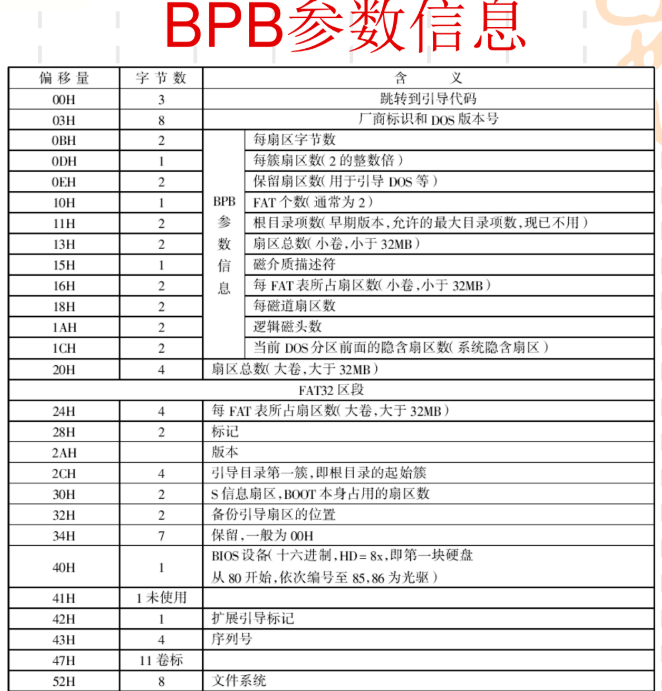 BPB参数信息
偏移量 字节数 含 义
00H 3 跳转到引导代码
03H 8 厂商标识和 DOS 版本号
0BH 2 每扇区字节数
0DH 1 每簇扇区数(2 的整数倍)
0EH 2 保留扇区数(用于引导 DOS 等)
10H 1 BPB FAT 个数(通常为 2)
11H 2 参 根目录项数(早期版本,允许的最大目录项数,现已不用)
13H 2 数 扇区总数(小卷,小于 32MB)
15H 1 信 磁介质描述符
16H 2 息 每 FAT 表所占扇区数(小卷,小于 32MB)
18H 2 每磁道扇区数
1AH 2 逻辑磁头数
1CH 2 当前 DOS 分区前面的隐含扇区数(系统隐含扇区)
20H 4 扇区总数(大卷,大于 32MB)
FAT32 区段
24H 4 每 FAT 表所占扇区数(大卷,大于 32MB)
28H 2 标记
2AH 版本
2CH 4 引导目录第一簇,即根目录的起始簇
30H 2 S 信息扇区,BOOT 本身占用的扇区数
32H 2 备份引导扇区的位置
34H 7 保留,一般为 00H
40H 1 BIOS 设备(十六进制,HD=8x,即第一块硬盘
从 80 开始,依次编号至 85,86 为光驱)
41H 1 未使用
42H 1 扩展引导标记
43H 4 序列号
47H 11 卷标
52H 8 文件系统